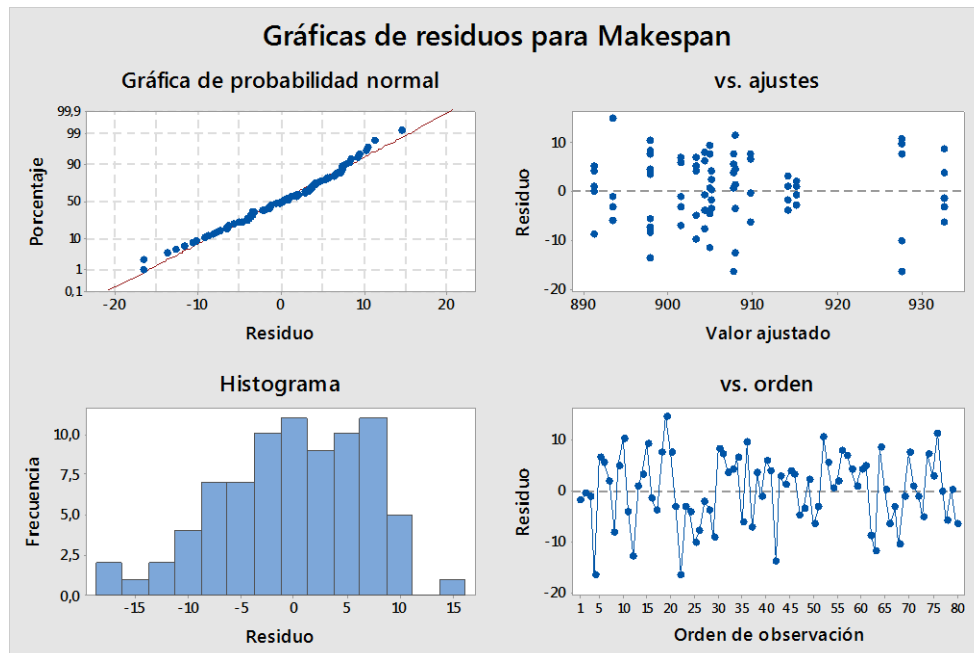 Gráficas de residuos para Makespan
Gráfica de probabilidad normal
99,9
99
90
50
10
1
0,1
Porcentaje
-20 -10 0 10 20
Residuo
vs. ajustes
10
0
-10
-20
Residuo
890 900 910 920 930
Valor ajustado
Histograma
10,0
7,5
5,0
2,5
0,0
Frecuencia
-15 -10 -5 0 5 10 15
Residuo
vs. orden
10
0
-10
-20
Residuo
1 5 10 15 20 25 30 35 40 45 50 55 60 65 70 75 80
Orden de observación